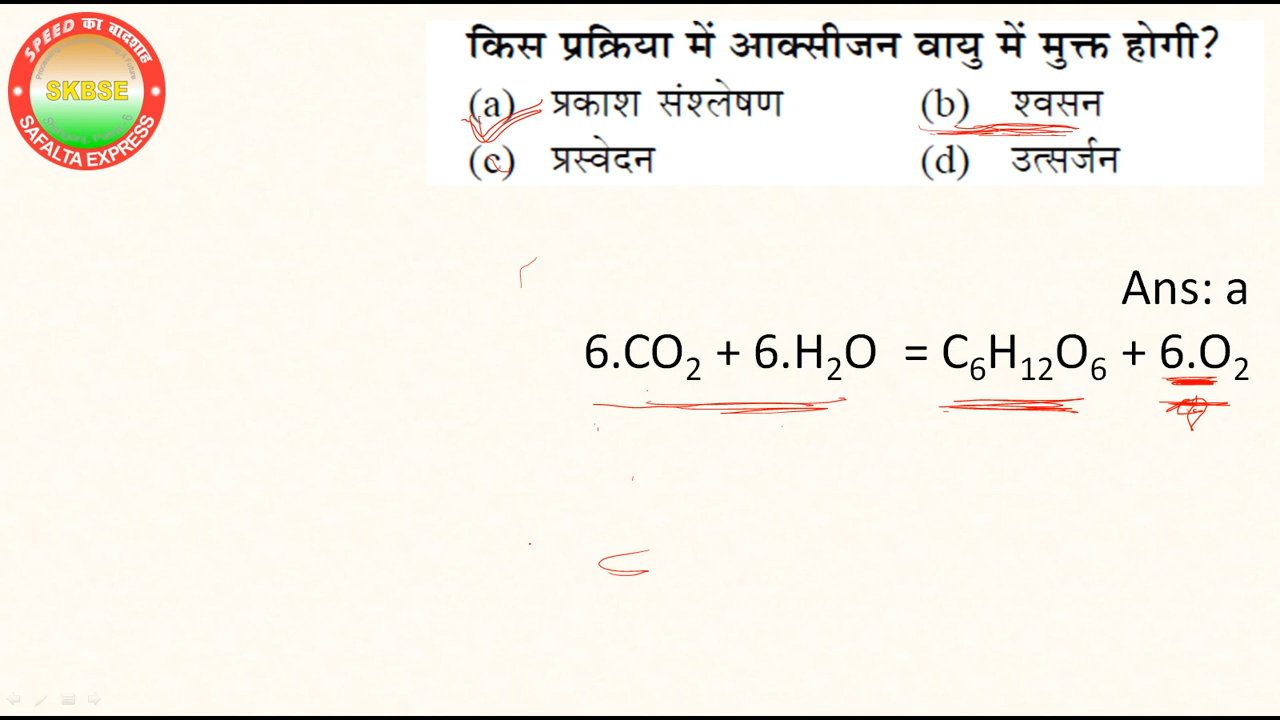 SPEED का बादशाह
SKBSE
SAFALTA EXPRESS
किस प्रक्रिया में आक्सीजन वायु में मुक्त होगी?
(a) प्रकाश संश्लेषण (b) श्वसन
(c) प्रस्वेदन (d) उत्सर्जन
Ans: a
6.CO₂ + 6.H₂O = C₆H₁₂O₆ + 6.O₂